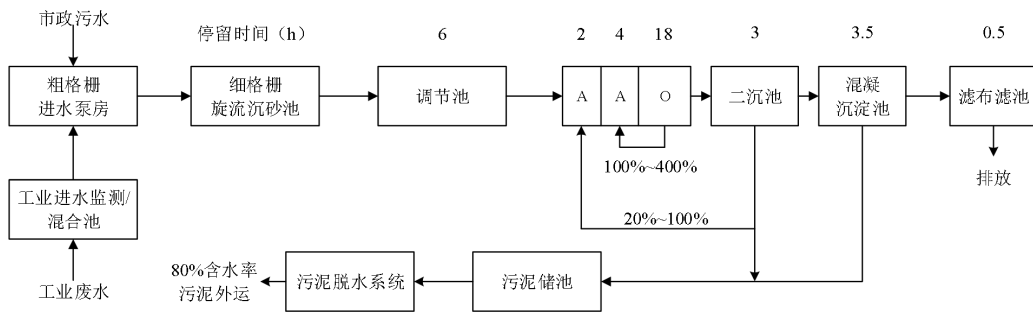 市政污水
停留时间（h）
6
2
4
18
3
3.5
0.5
粗格栅
进水泵房
细格栅
旋流沉砂池
调节池
A
A
O
二沉池
混凝
沉淀池
滤布滤池
100%~400%
排放
工业进水监测/
混合池
20%~100%
80%含水率
污泥外运
污泥脱水系统
污泥储池
工业废水